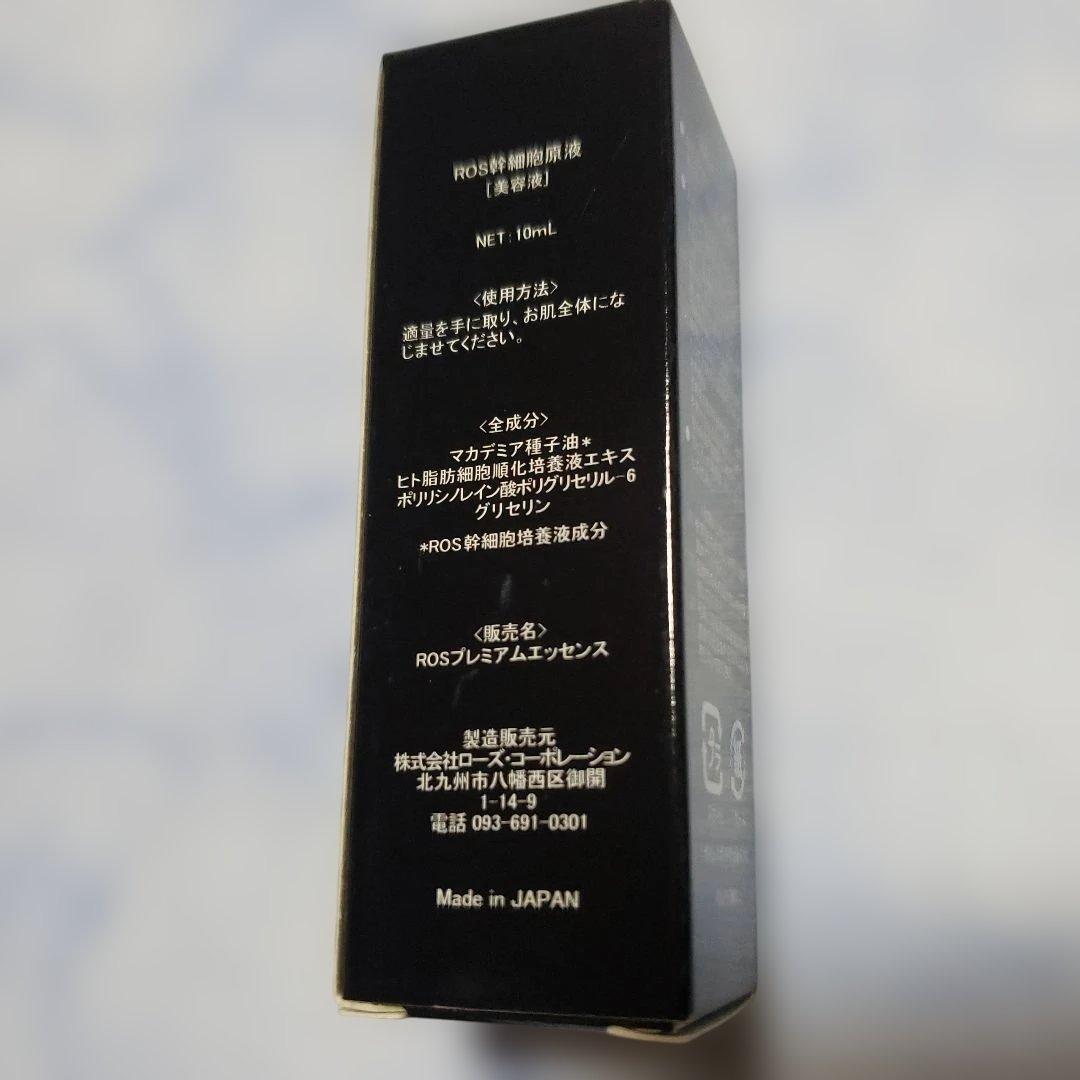 ROS幹細胞原液
[美容液]
NET:10mL
<使用方法>
適量を手に取り、お肌全体にな
じませてください。
<全成分>
マカデミア種子油*
ヒト脂肪細胞順化培養液エキス
ポリリシノレイン酸ポリグリセリル-6
グリセリン
*ROS幹細胞培養液成分
<販売名>
ROSプレミアムエッセンス
製造販売元
株式会社ローズ・コーポレーション
北九州市八幡西区御開
1-14-9
電話 093-691-0301
Made in JAPAN